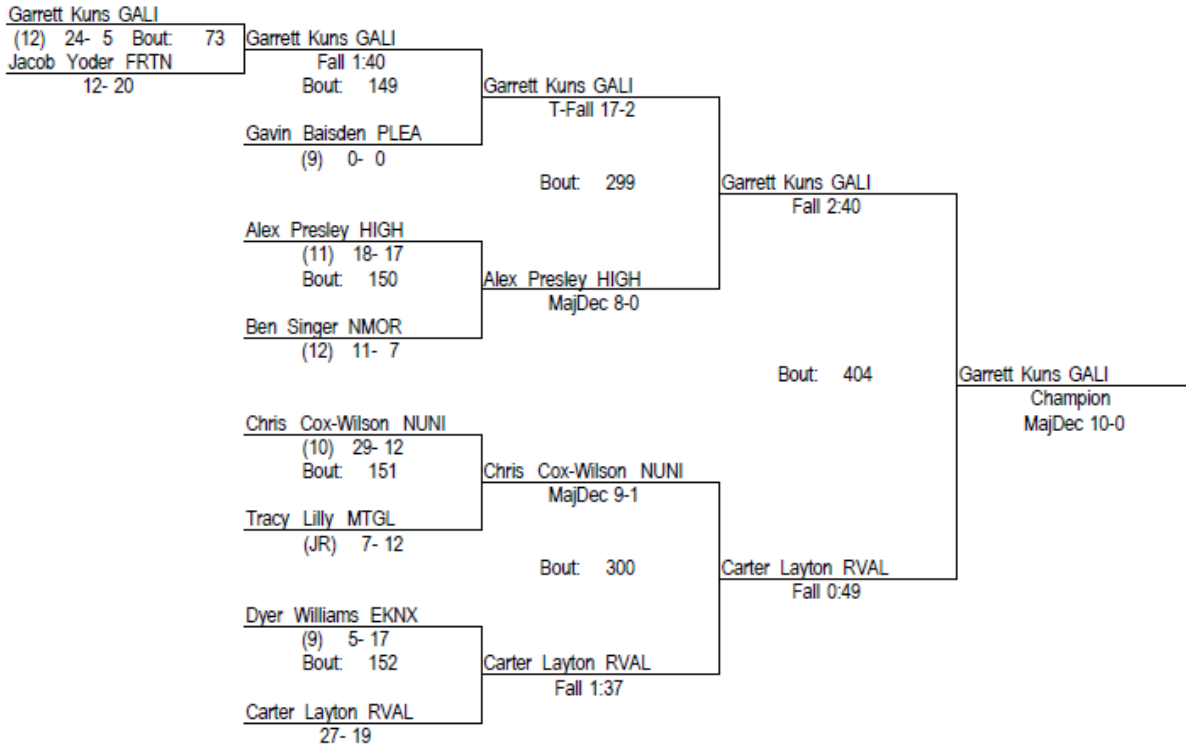 Garrett Kuns GALI
(12) 24- 5 Bout: 73
Jacob Yoder FRTN
12- 20
Garrett Kuns GALI
Fall 1:40
Bout: 149
Gavin Baisden PLEA
(9) 0- 0
Garrett Kuns GALI
T-Fall 17-2
Bout: 299
Alex Presley HIGH
(11) 18- 17
Bout: 150
Ben Singer NMOR
(12) 11- 7
Alex Presley HIGH
MajDec 8-0
Garrett Kuns GALI
Fall 2:40
Bout: 404
Garrett Kuns GALI
Champion
MajDec 10-0
Chris Cox-Wilson NUNI
(10) 29- 12
Bout: 151
Tracy Lilly MTGL
(JR) 7- 12
Chris Cox-Wilson NUNI
MajDec 9-1
Bout: 300
Carter Layton RVAL
Fall 0:49
Dyer Williams EKNX
(9) 5- 17
Bout: 152
Carter Layton RVAL
27- 19
Carter Layton RVAL
Fall 1:37